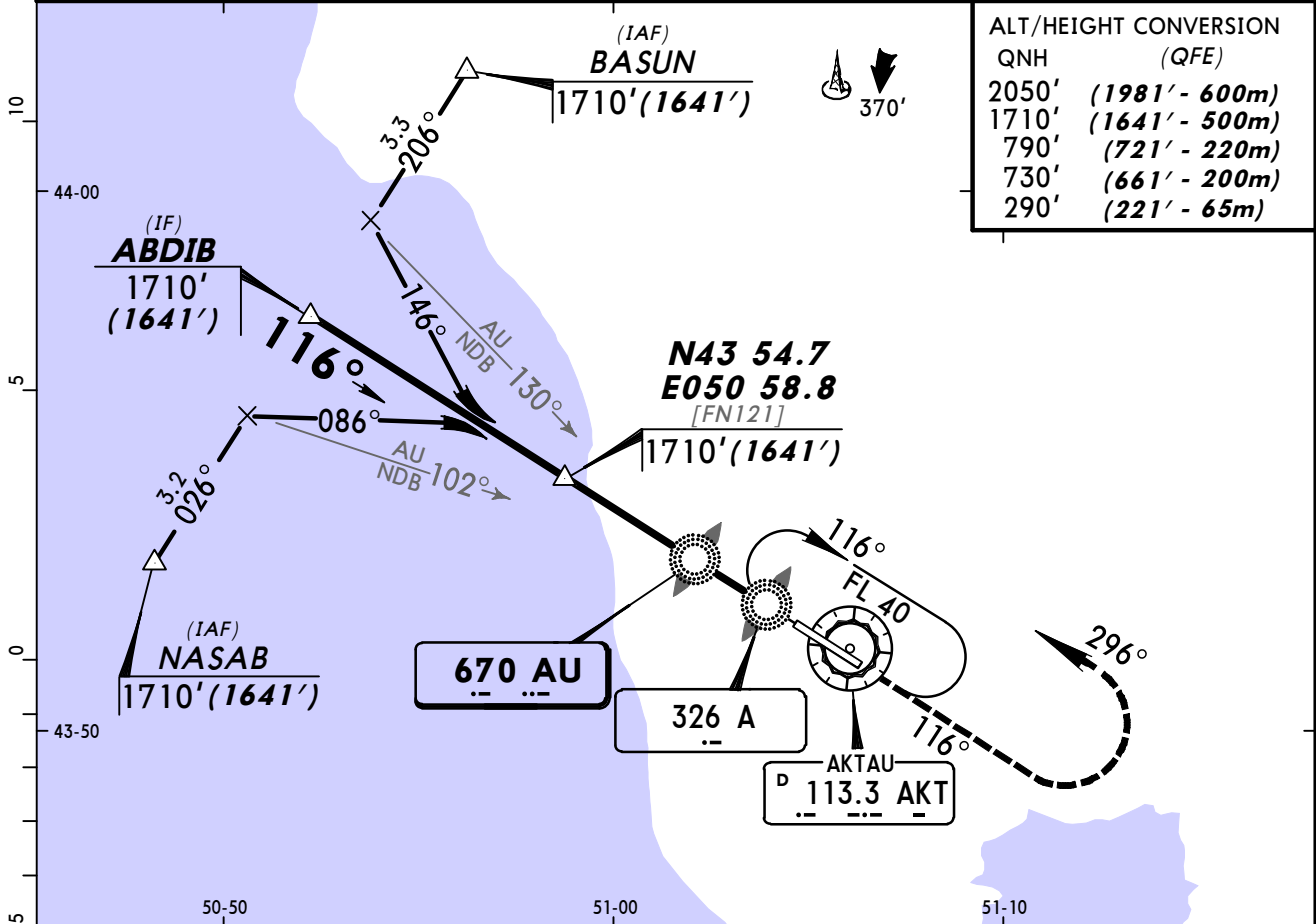 (IAF)
BASUN
1710' (1641')
370'
ALT/HEIGHT CONVERSION
QNH (QFE)
2050' (1981' - 600m)
1710' (1641' - 500m)
790' (721' - 220m)
730' (661' - 200m)
290' (221' - 65m)
10
3.3
206°
44-00
(IF)
ABDIB
1710'
(1641')
116°
146°
AU
NDB 130°
N43 54.7
E050 58.8
[FN121]
1710' (1641')
5
086°
AU
NDB 102°
3.2
026°
116°
FL 40
(IAF)
NASAB
1710' (1641')
0
670 AU
326 A
296°
116°
43-50
AKTAU
D 113.3 AKT
5
50-50
51-00
51-10